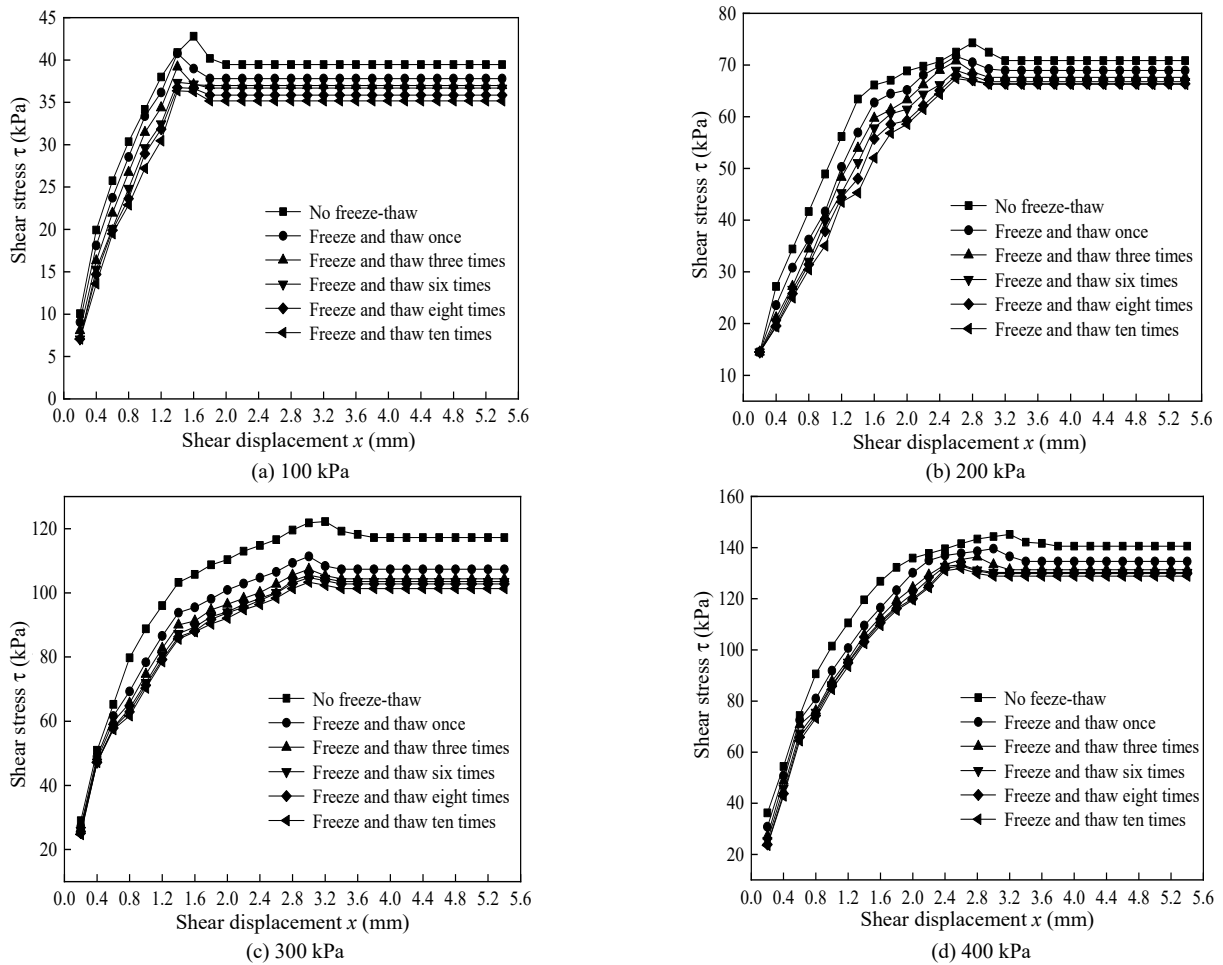 45
40
35
30
25
20
15
10
5
0
Shear stress τ (kPa)
No freeze-thaw
Freeze and thaw once
Freeze and thaw three times
Freeze and thaw six times
Freeze and thaw eight times
Freeze and thaw ten times
0.0 0.4 0.8 1.2 1.6 2.0 2.4 2.8 3.2 3.6 4.0 4.4 4.8 5.2 5.6
Shear displacement x (mm)
(a) 100 kPa
80
70
60
50
40
30
20
10
Shear stress τ (kPa)
No freeze-thaw
Freeze and thaw once
Freeze and thaw three times
Freeze and thaw six times
Freeze and thaw eight times
Freeze and thaw ten times
0.0 0.4 0.8 1.2 1.6 2.0 2.4 2.8 3.2 3.6 4.0 4.4 4.8 5.2 5.6
Shear displacement x (mm)
(b) 200 kPa
120
100
80
60
40
20
Shear stress τ (kPa)
No freeze-thaw
Freeze and thaw once
Freeze and thaw three times
Freeze and thaw six times
Freeze and thaw eight times
Freeze and thaw ten times
0.0 0.4 0.8 1.2 1.6 2.0 2.4 2.8 3.2 3.6 4.0 4.4 4.8 5.2 5.6
Shear displacement x (mm)
(c) 300 kPa
160
140
120
100
80
60
40
20
Shear stress τ (kPa)
No feeze-thaw
Freeze and thaw once
Freeze and thaw three times
Freeze and thaw six times
Freeze and thaw eight times
Freeze and thaw ten times
0.0 0.4 0.8 1.2 1.6 2.0 2.4 2.8 3.2 3.6 4.0 4.4 4.8 5.2 5.6
Shear displacement x (mm)
(d) 400 kPa